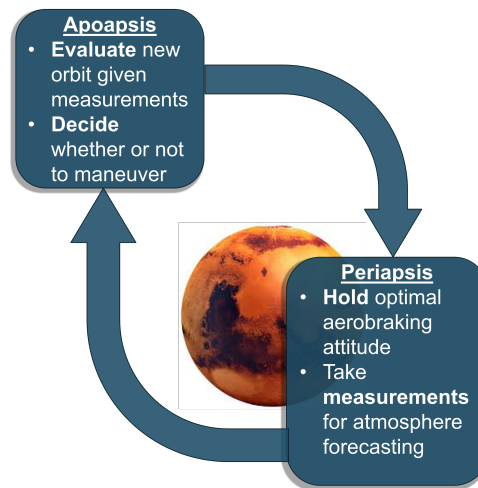 Apoapsis
• Evaluate new
orbit given
measurements
• Decide
whether or not
to maneuver
Periapsis
• Hold optimal
aerobraking
attitude
• Take
measurements
for atmosphere
forecasting